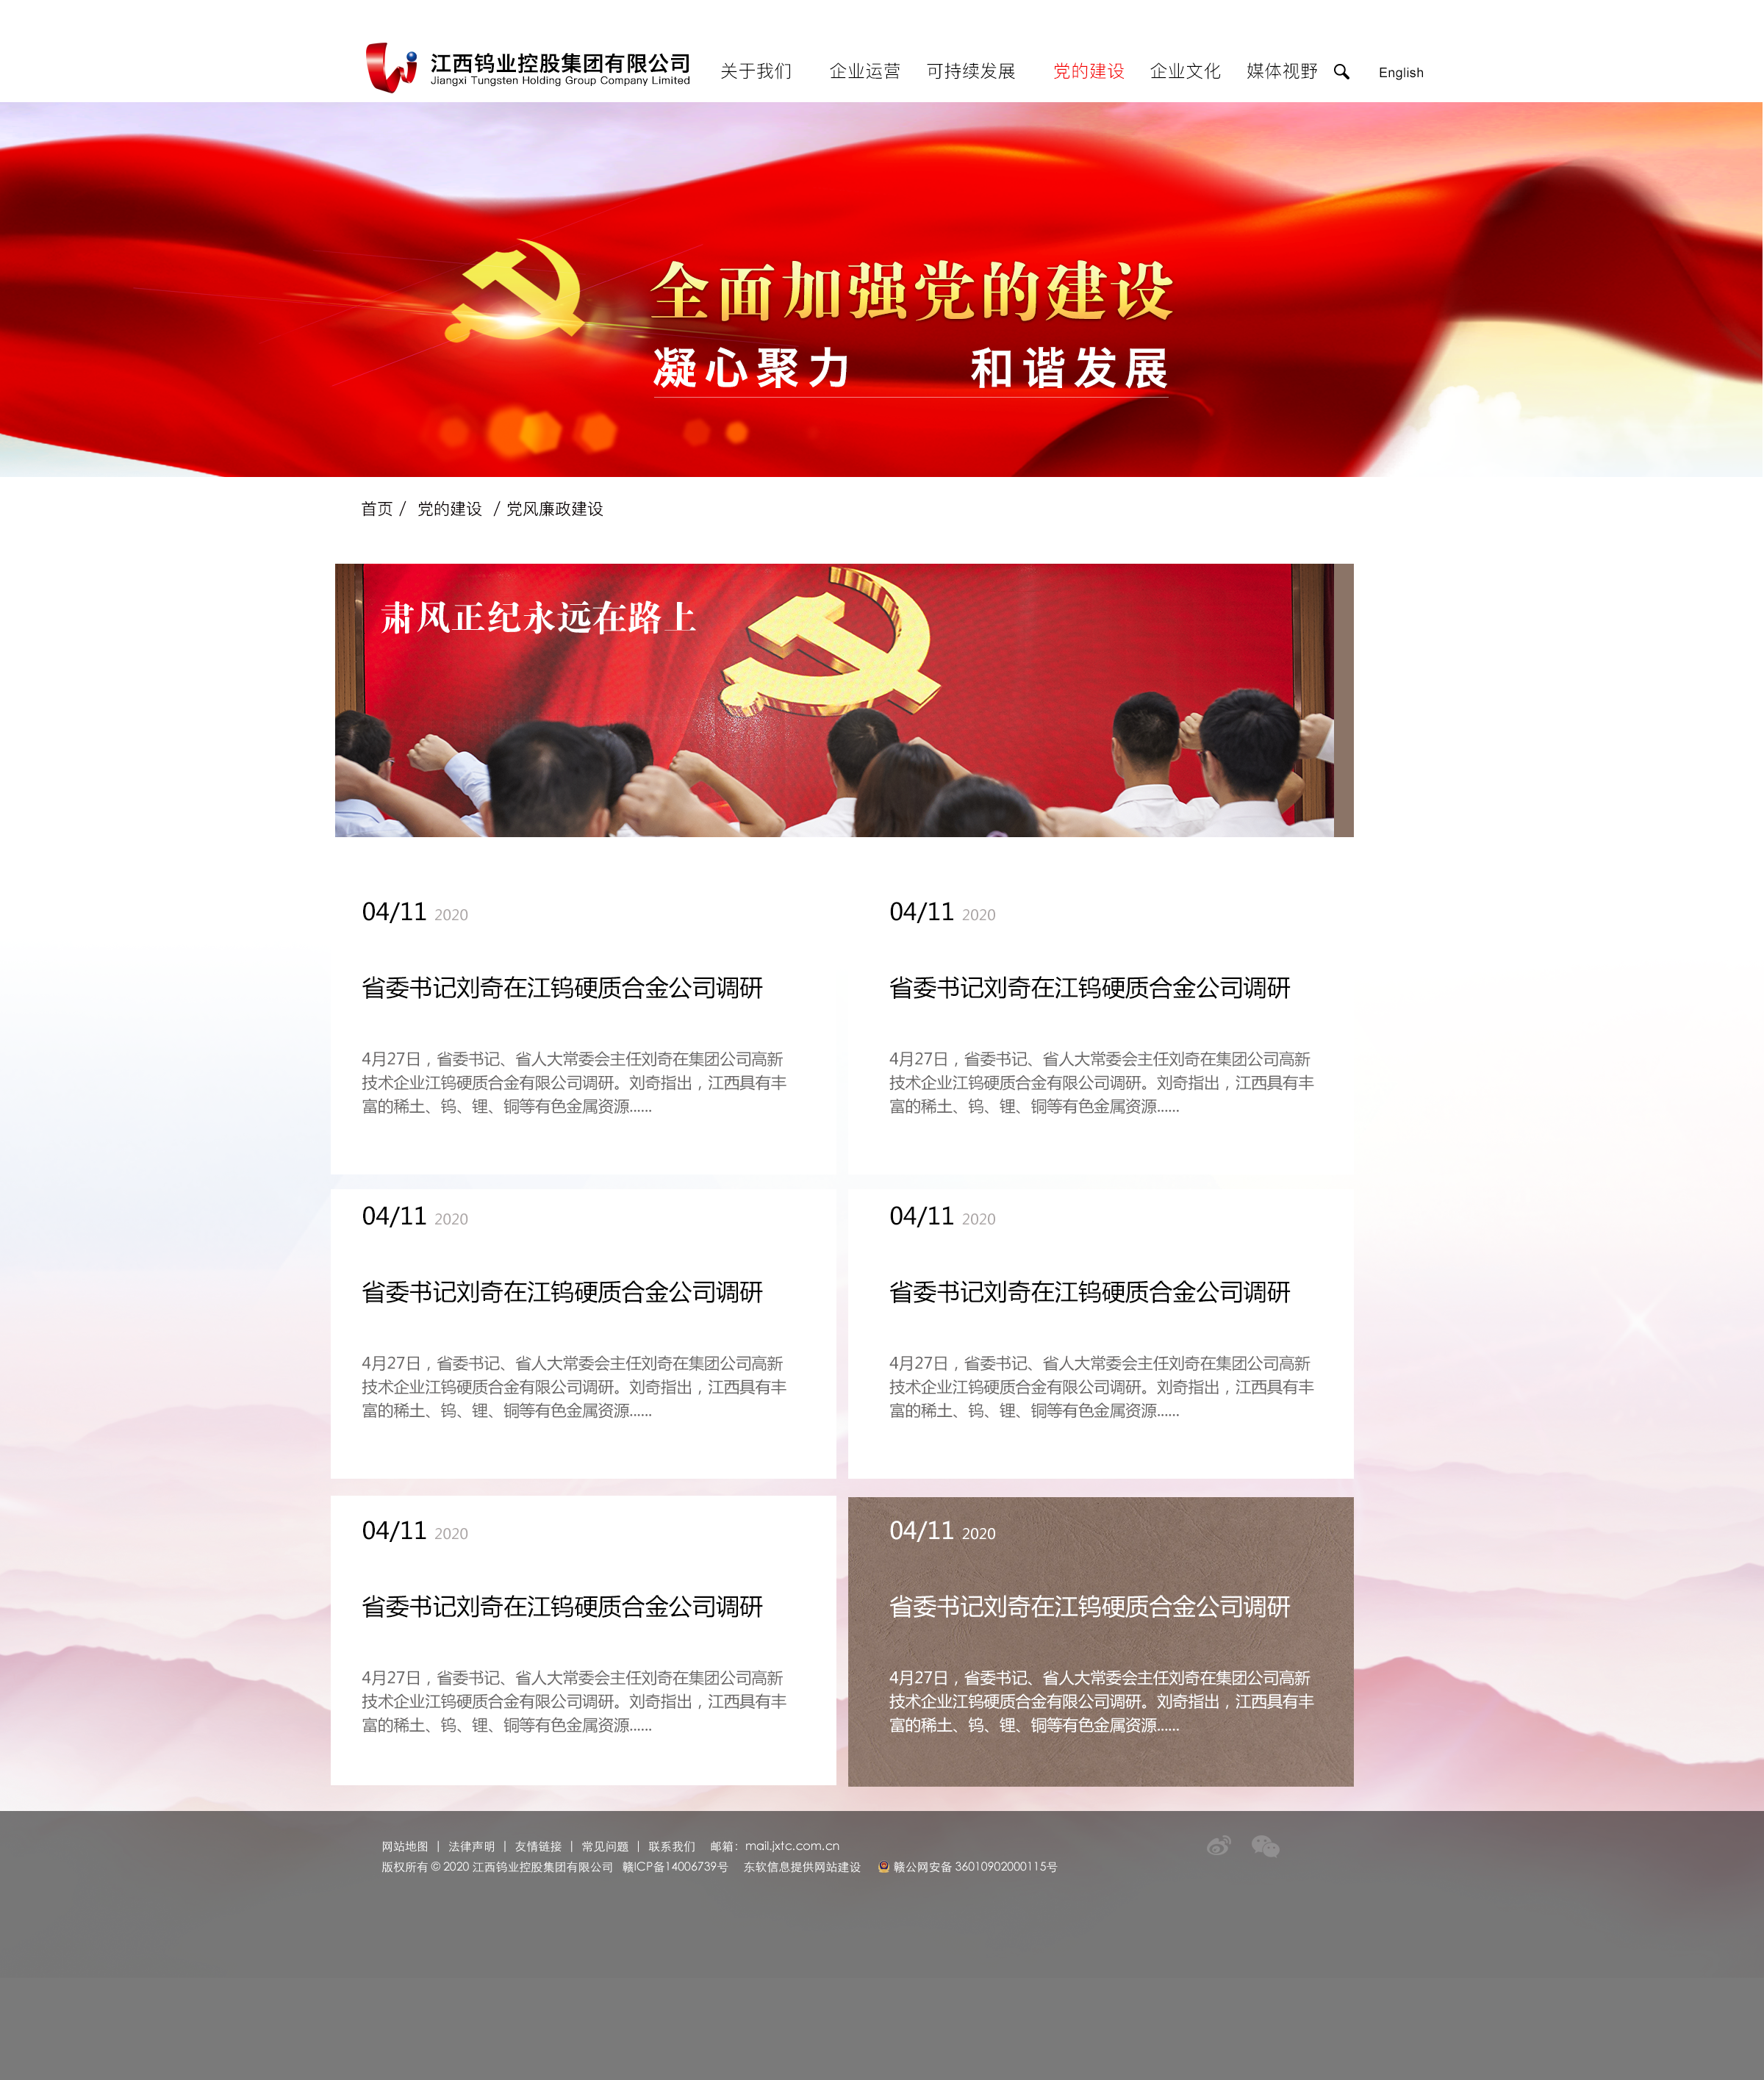 江西钨业控股集团有限公司
Jiangxi Tungsten Holding Group Company Limited
关于我们 企业运营 可持续发展 党的建设 企业文化 媒体视野 English
全面加强党的建设
凝心聚力 和谐发展
首页 / 党的建设 / 党风廉政建设
肃风正纪永远在路上
04/11 2020
省委书记刘奇在江钨硬质合金公司调研
4月27日，省委书记、省人大常委会主任刘奇在集团公司高新
技术企业江钨硬质合金有限公司调研。刘奇指出，江西具有丰
富的稀土、钨、锂、铜等有色金属资源......
04/11 2020
省委书记刘奇在江钨硬质合金公司调研
4月27日，省委书记、省人大常委会主任刘奇在集团公司高新
技术企业江钨硬质合金有限公司调研。刘奇指出，江西具有丰
富的稀土、钨、锂、铜等有色金属资源......
04/11 2020
省委书记刘奇在江钨硬质合金公司调研
4月27日，省委书记、省人大常委会主任刘奇在集团公司高新
技术企业江钨硬质合金有限公司调研。刘奇指出，江西具有丰
富的稀土、钨、锂、铜等有色金属资源......
04/11 2020
省委书记刘奇在江钨硬质合金公司调研
4月27日，省委书记、省人大常委会主任刘奇在集团公司高新
技术企业江钨硬质合金有限公司调研。刘奇指出，江西具有丰
富的稀土、钨、锂、铜等有色金属资源......
04/11 2020
省委书记刘奇在江钨硬质合金公司调研
4月27日，省委书记、省人大常委会主任刘奇在集团公司高新
技术企业江钨硬质合金有限公司调研。刘奇指出，江西具有丰
富的稀土、钨、锂、铜等有色金属资源......
04/11 2020
省委书记刘奇在江钨硬质合金公司调研
4月27日，省委书记、省人大常委会主任刘奇在集团公司高新
技术企业江钨硬质合金有限公司调研。刘奇指出，江西具有丰
富的稀土、钨、锂、铜等有色金属资源......
网站地图 | 法律声明 | 友情链接 | 常见问题 | 联系我们 邮箱：mail.jxtc.com.cn
版权所有 © 2020 江西钨业控股集团有限公司 赣ICP备14006739号 东软信息提供网站建设 赣公网安备 36010902000115号